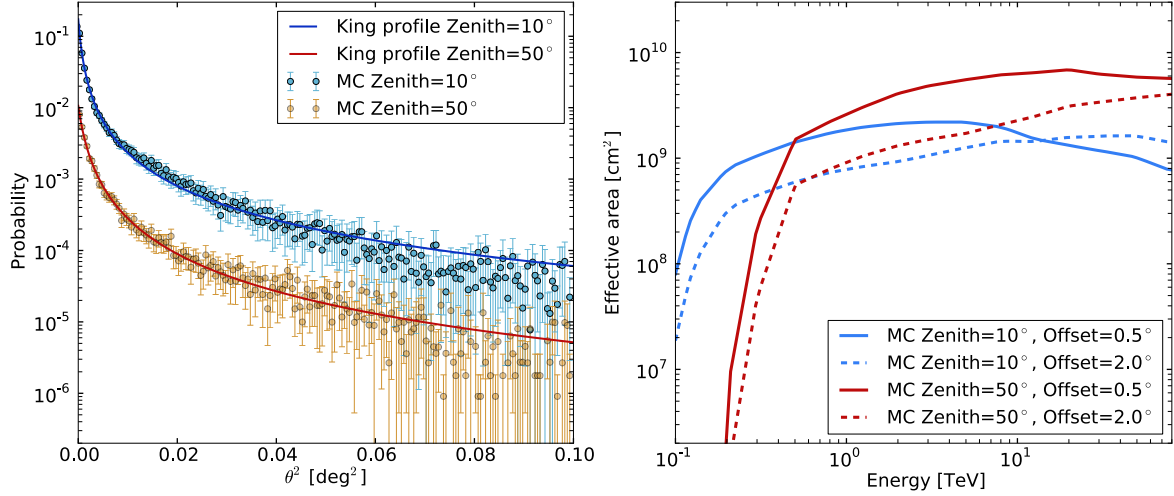 King profile Zenith=10°
King profile Zenith=50°
MC Zenith=10°
MC Zenith=50°
Probability
10⁻¹
10⁻²
10⁻³
10⁻⁴
10⁻⁵
10⁻⁶
0.00 0.02 0.04 0.06 0.08 0.10
θ² [deg²]
Effective area [cm²]
10¹⁰
10⁹
10⁸
10⁷
MC Zenith=10°, Offset=0.5°
MC Zenith=10°, Offset=2.0°
MC Zenith=50°, Offset=0.5°
MC Zenith=50°, Offset=2.0°
10⁻¹ 10⁰ 10¹
Energy [TeV]